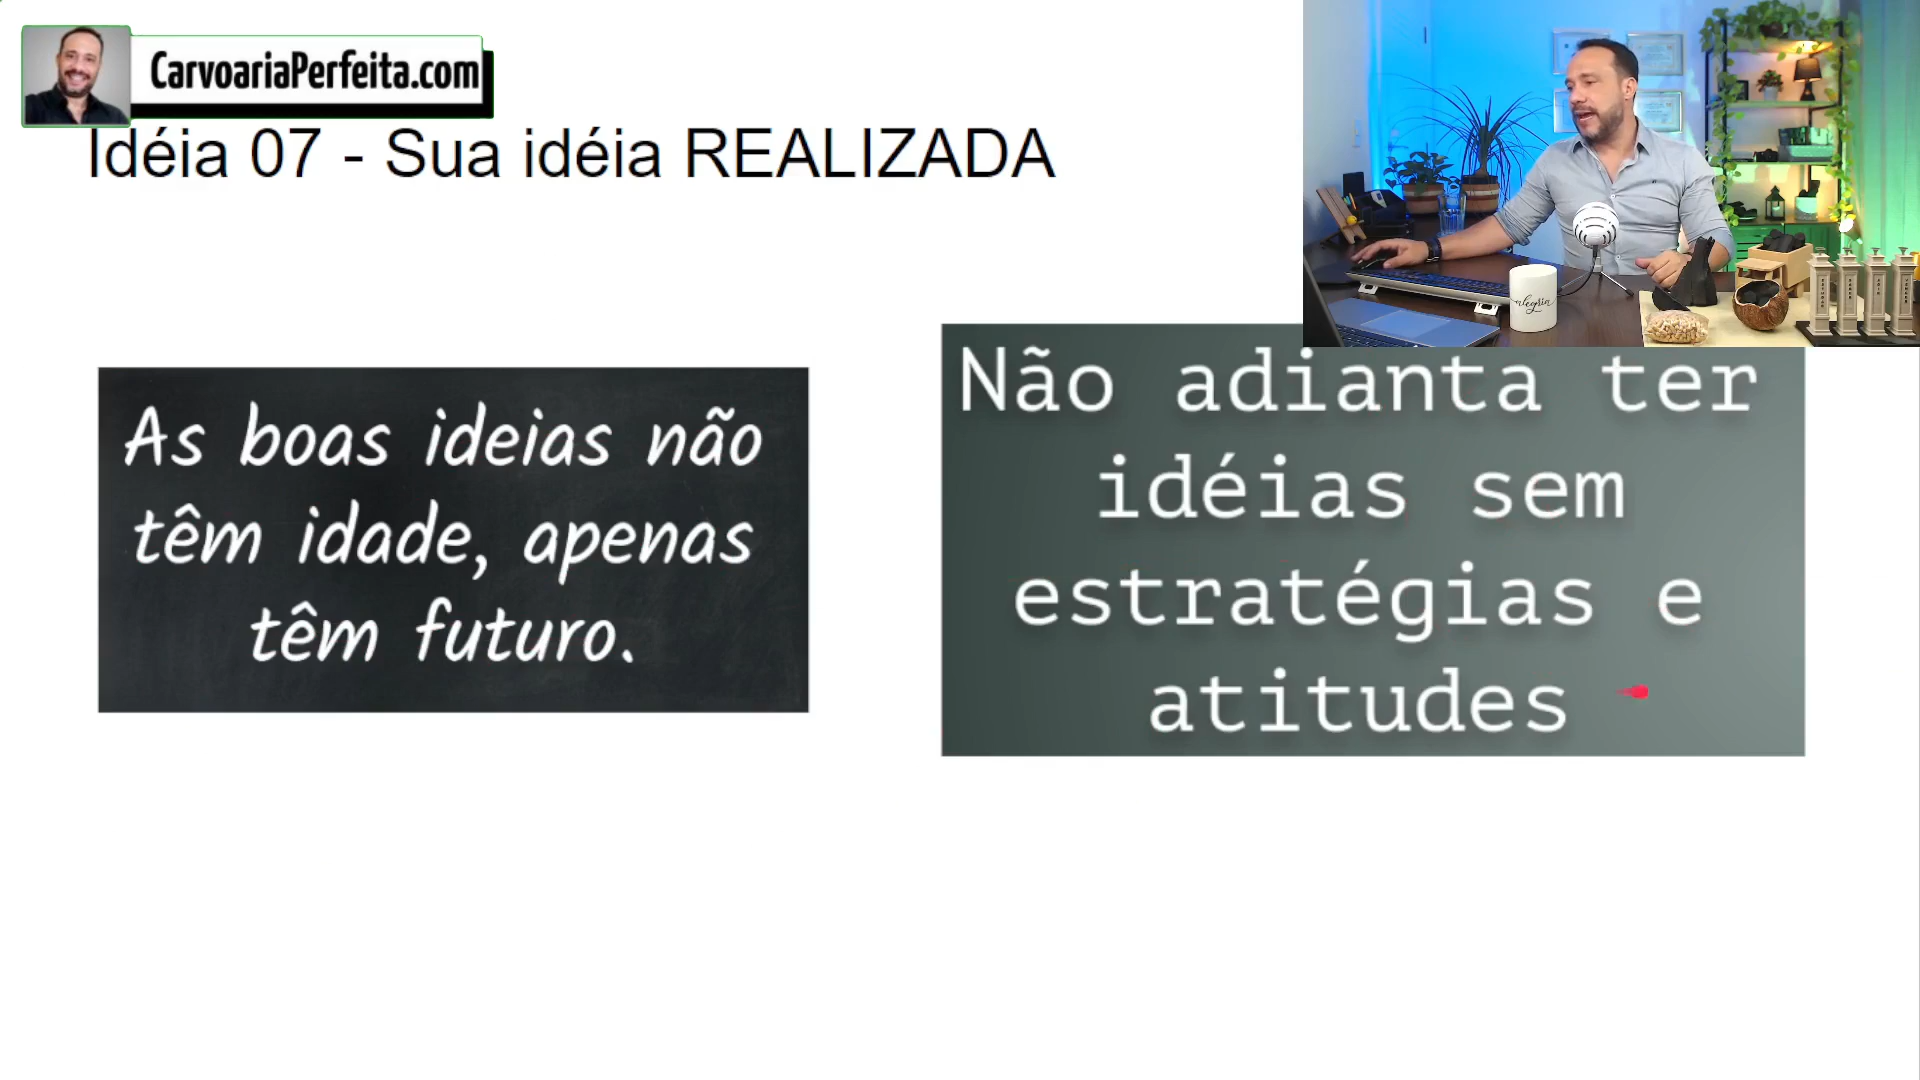 CarvoariaPerfeita.com
Idéia 07 - Sua idéia REALIZADA
alegria
As boas ideias não
têm idade, apenas
têm futuro.
Não adianta ter
idéias sem
estratégias e
atitudes